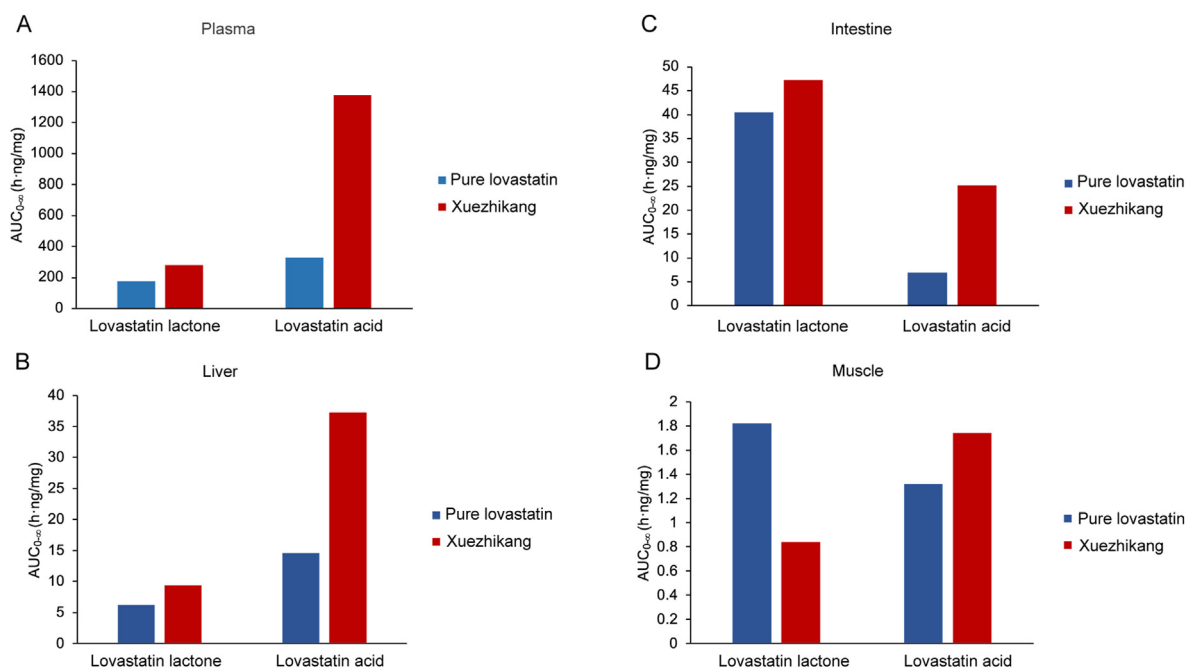 A
Plasma
1600
1400
1200
1000
800
600
400
200
0
AUC0-∞ (h·ng/mg)
Lovastatin lactone
Lovastatin acid
Pure lovastatin
Xuezhikang
C
Intestine
50
45
40
35
30
25
20
15
10
5
0
AUC0-∞ (h·ng/mg)
Lovastatin lactone
Lovastatin acid
Pure lovastatin
Xuezhikang
B
Liver
40
35
30
25
20
15
10
5
0
AUC0-∞ (h·ng/mg)
Lovastatin lactone
Lovastatin acid
Pure lovastatin
Xuezhikang
D
Muscle
2
1.8
1.6
1.4
1.2
1
0.8
0.6
0.4
0.2
0
AUC0-∞ (h·ng/mg)
Lovastatin lactone
Lovastatin acid
Pure lovastatin
Xuezhikang